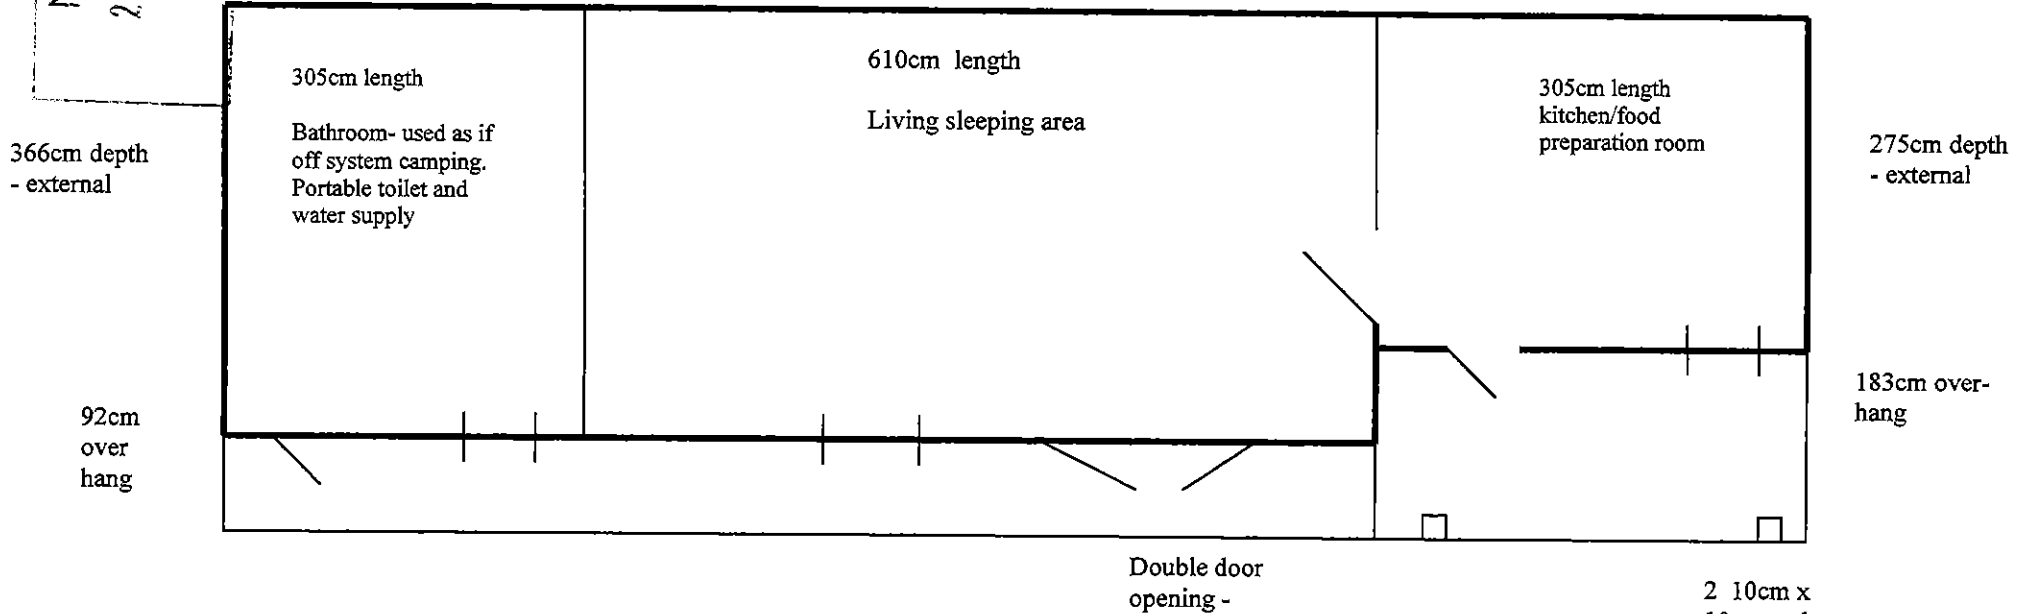 305cm length
Bathroom- used as if
off system camping.
Portable toilet and
water supply
610cm length
Living sleeping area
305cm length
kitchen/food
preparation room
366cm depth
- external
275cm depth
- external
92cm
over
hang
183cm over-
hang
Double door
opening -
2 10cm x